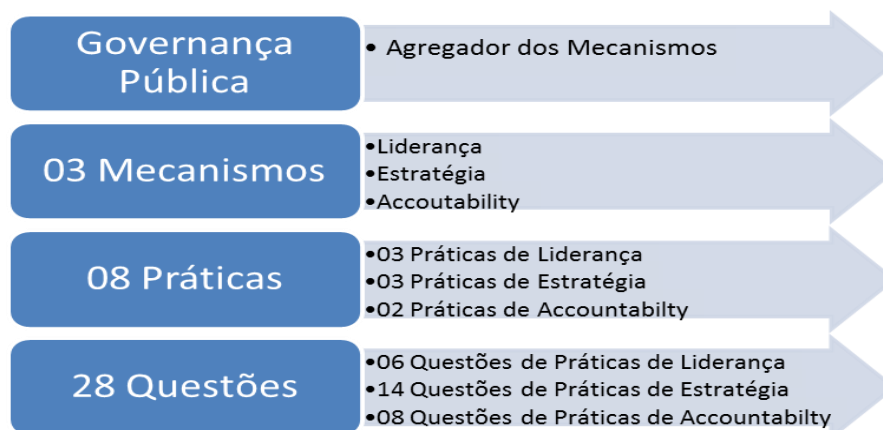 Governança
Pública
• Agregador dos Mecanismos
03 Mecanismos
•Liderança
•Estratégia
•Accoutability
08 Práticas
•03 Práticas de Liderança
•03 Práticas de Estratégia
•02 Práticas de Accountabilty
28 Questões
•06 Questões de Práticas de Liderança
•14 Questões de Práticas de Estratégia
•08 Questões de Práticas de Accountabilty